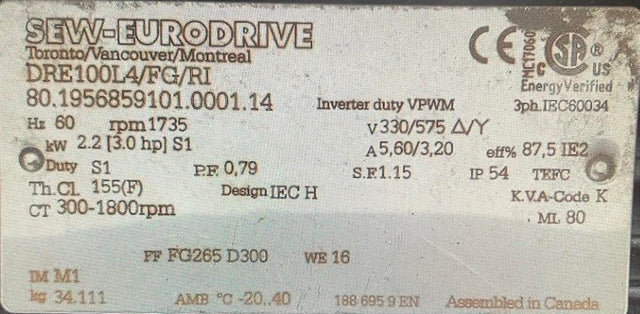 SEW-EURODRIVE
Toronto/Vancouver/Montreal
DRE100L4/FG/RI
80.1956859101.0001.14
CE MC17060 C SA ® US
Energy Verified
Inverter duty VPWM 3ph.IEC60034
Hz 60 rpm 1735 V 330/575 Δ/Y
kW 2.2 [3.0 hp] S1 A 5,60/3,20 eff% 87,5 IE2
Duty S1 P.F. 0,79 S.F. 1.15 IP 54 TEFC
Th.Cl. 155(F) Design IEC H K.V.A-Code K
CT 300-1800rpm ML 80
FF FG265 D300 WE 16
IM M1
kg 34.111 AMB °C -20..40 188 695 9 EN Assembled in Canada